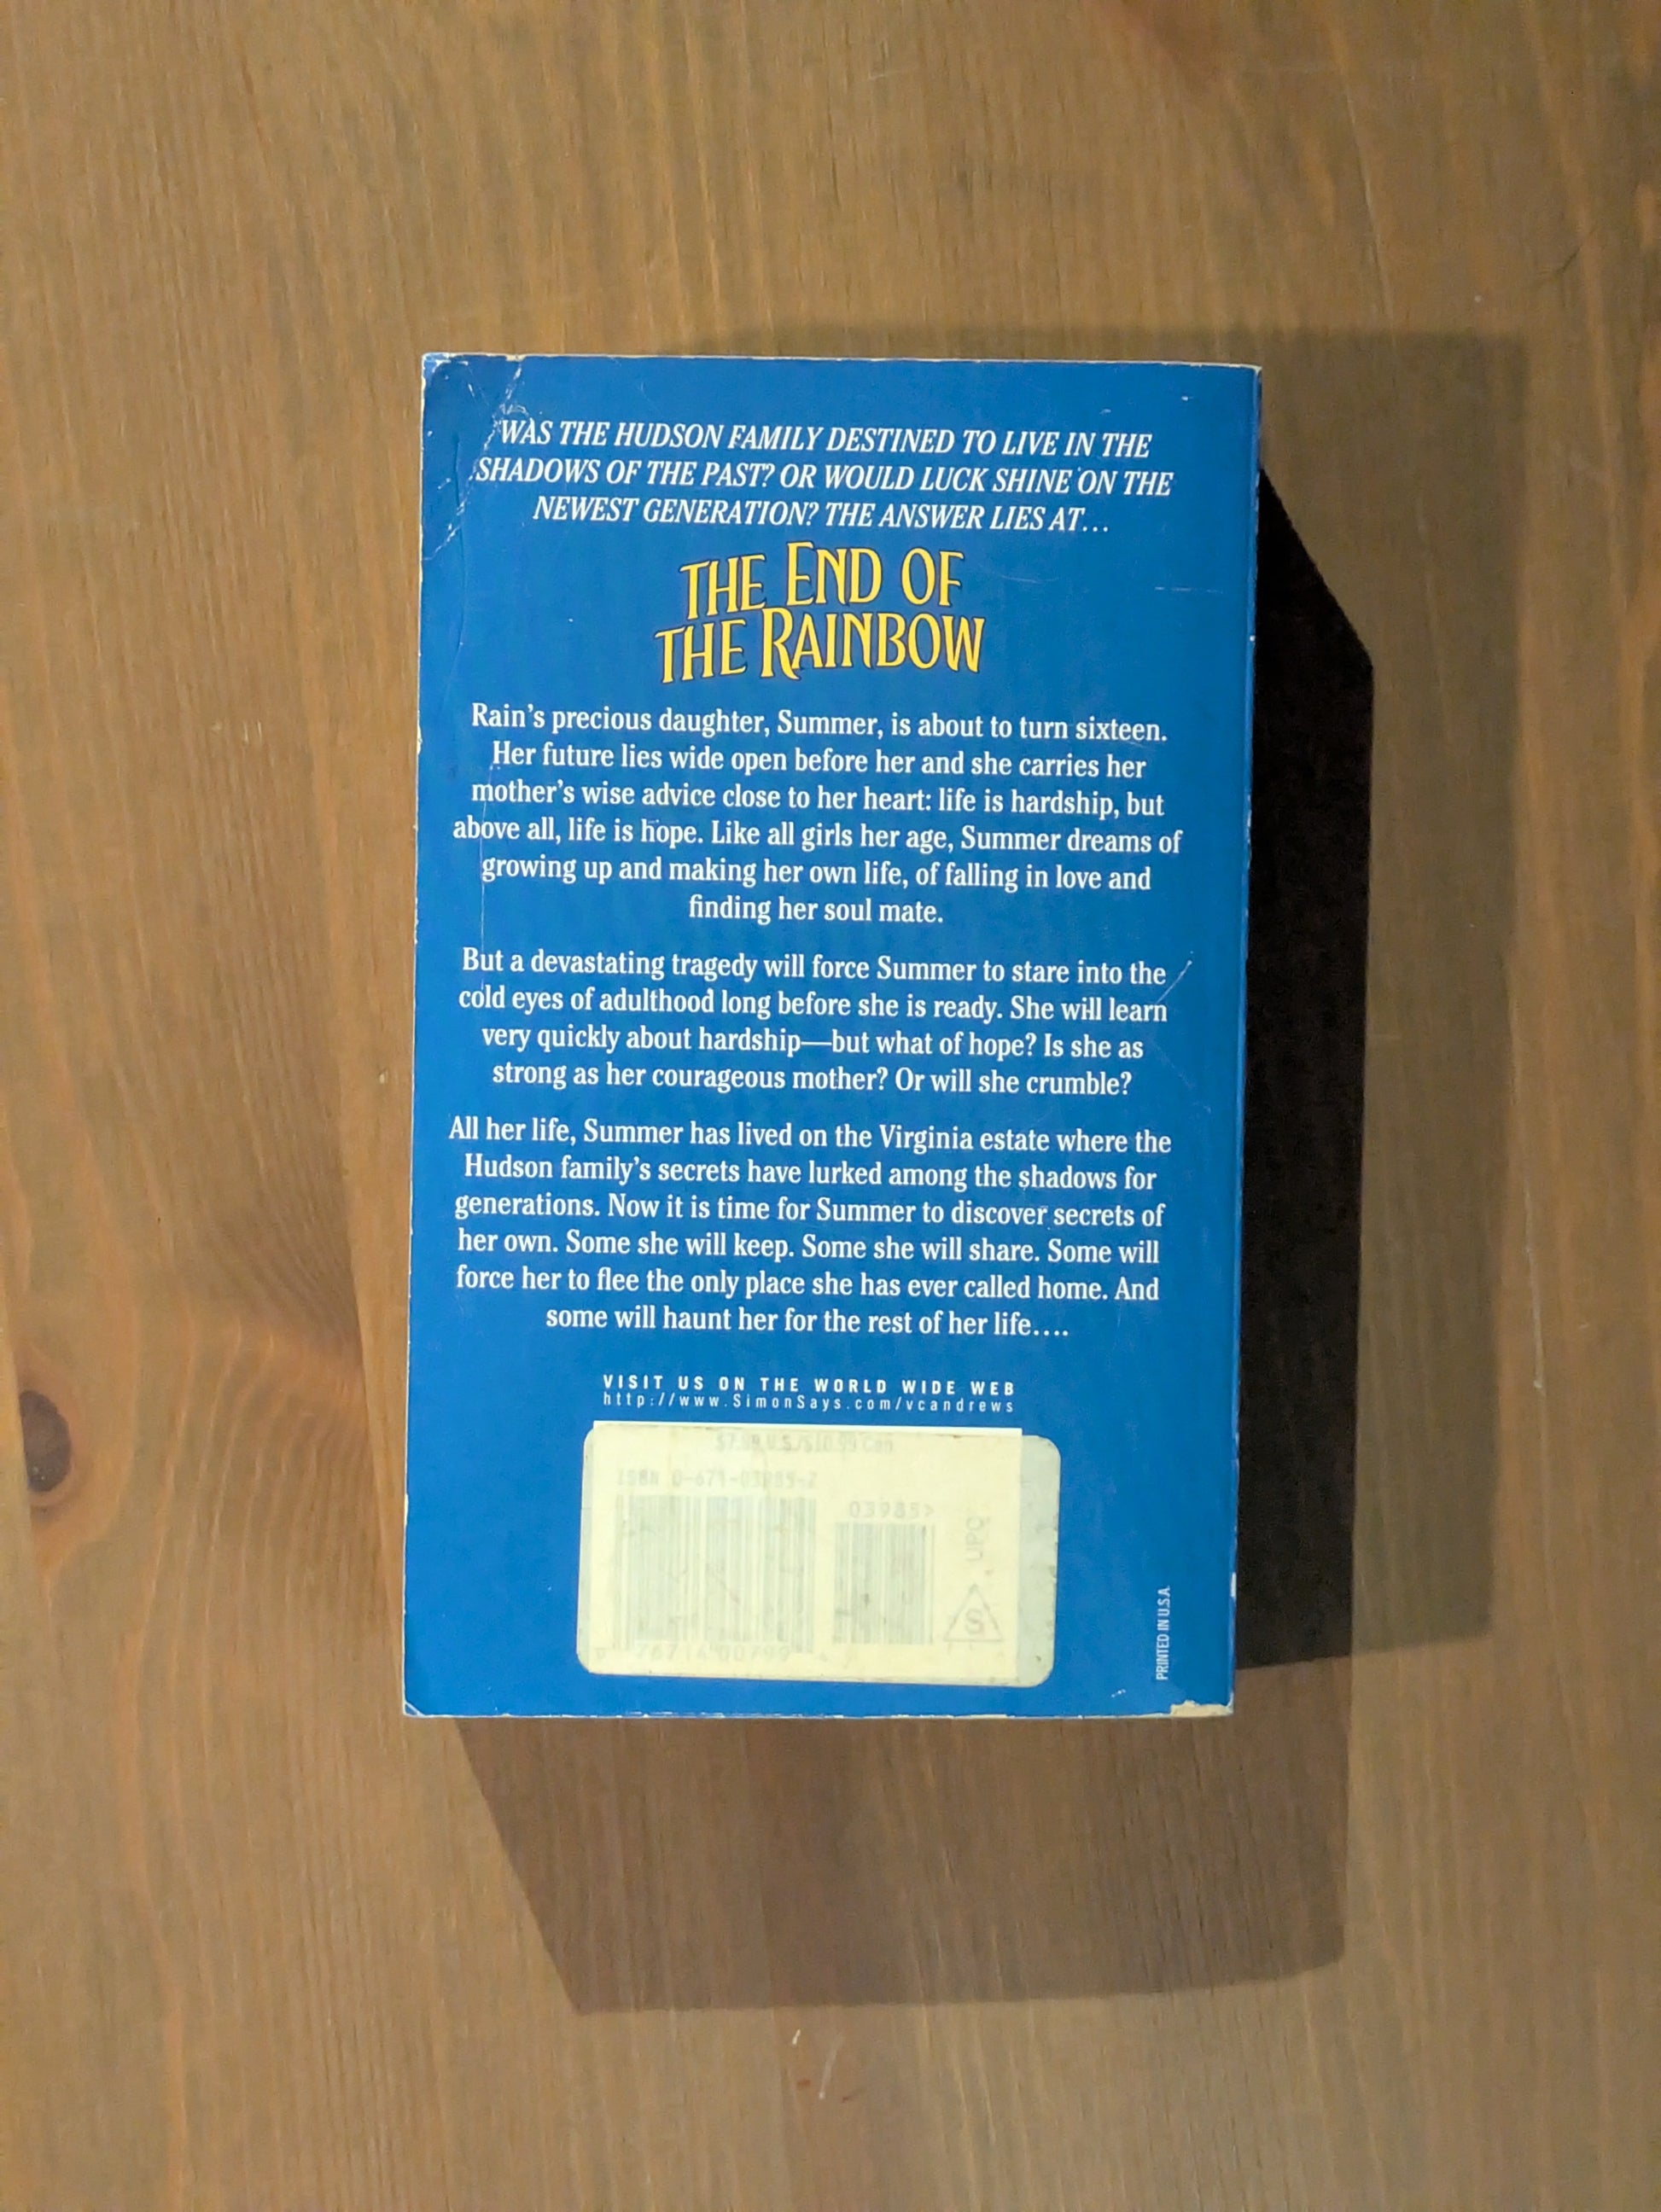 WAS THE HUDSON FAMILY DESTINED TO LIVE IN THE
SHADOWS OF THE PAST? OR WOULD LUCK SHINE ON THE
NEWEST GENERATION? THE ANSWER LIES AT...
THE END OF
THE RAINBOW
Rain's precious daughter, Summer, is about to turn sixteen.
Her future lies wide open before her and she carries her
mother's wise advice close to her heart: life is hardship, but
above all, life is hope. Like all girls her age, Summer dreams of
growing up and making her own life, of falling in love and
finding her soul mate.
But a devastating tragedy will force Summer to stare into the
cold eyes of adulthood long before she is ready. She will learn
very quickly about hardship—but what of hope? Is she as
strong as her courageous mother? Or will she crumble?
All her life, Summer has lived on the Virginia estate where the
Hudson family's secrets have lurked among the shadows for
generations. Now it is time for Summer to discover secrets of
her own. Some she will keep. Some she will share. Some will
force her to flee the only place she has ever called home. And
some will haunt her for the rest of her life....
VISIT US ON THE WORLD WIDE WEB
http://www.SimonSays.com/vcandrews
ISBN
03985>
S
PRINTED IN U.S.A.